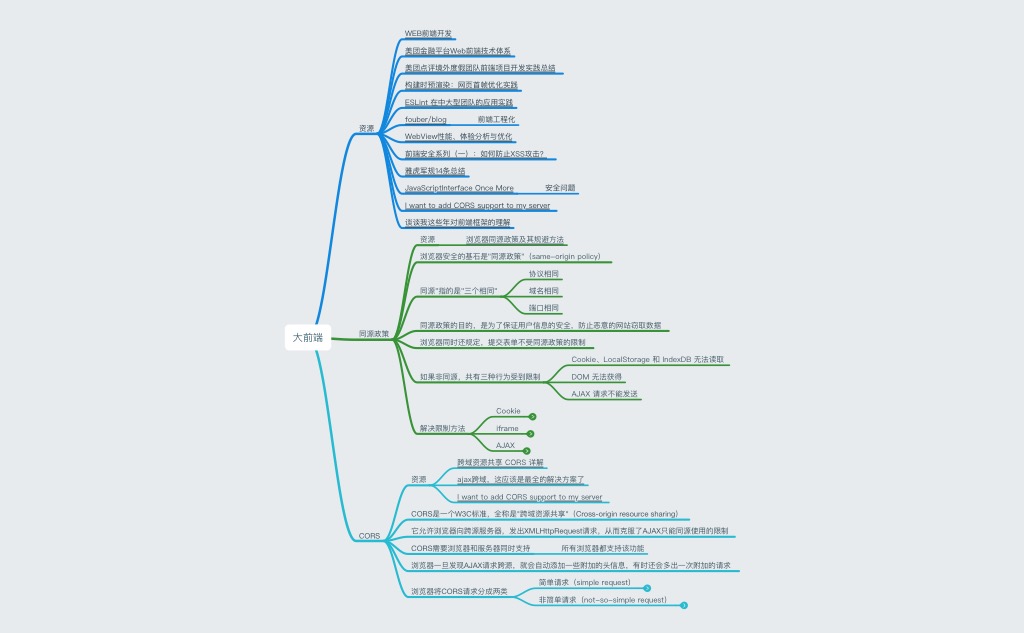 WEB前端开发
美团金融平台Web前端技术体系
美团点评境外度假团队前端项目开发实践总结
构建时预渲染：网页首帧优化实践
ESLint 在中大型团队的应用实践
fouber/blog 前端工程化
WebView性能、体验分析与优化
前端安全系列（一）：如何防止XSS攻击？
雅虎军规14条总结
JavaScriptInterface Once More 安全问题
I want to add CORS support to my server
谈谈我这些年对前端框架的理解
资源
资源 浏览器同源政策及其规避方法
浏览器安全的基石是"同源政策"（same-origin policy）
同源"指的是"三个相同"
协议相同
域名相同
端口相同
同源政策的目的，是为了保证用户信息的安全，防止恶意的网站窃取数据
浏览器同时还规定，提交表单不受同源政策的限制
如果非同源，共有三种行为受到限制
Cookie、LocalStorage 和 IndexDB 无法读取
DOM 无法获得
AJAX 请求不能发送
解决限制方法
Cookie
iframe
AJAX
同源政策
大前端
资源
跨域资源共享 CORS 详解
ajax跨域，这应该是最全的解决方案了
I want to add CORS support to my server
CORS是一个W3C标准，全称是"跨域资源共享"（Cross-origin resource sharing）
它允许浏览器向跨源服务器，发出XMLHttpRequest请求，从而克服了AJAX只能同源使用的限制
CORS需要浏览器和服务器同时支持 所有浏览器都支持该功能
浏览器一旦发现AJAX请求跨源，就会自动添加一些附加的头信息，有时还会多出一次附加的请求
浏览器将CORS请求分成两类
简单请求（simple request）
非简单请求（not-so-simple request）
CORS